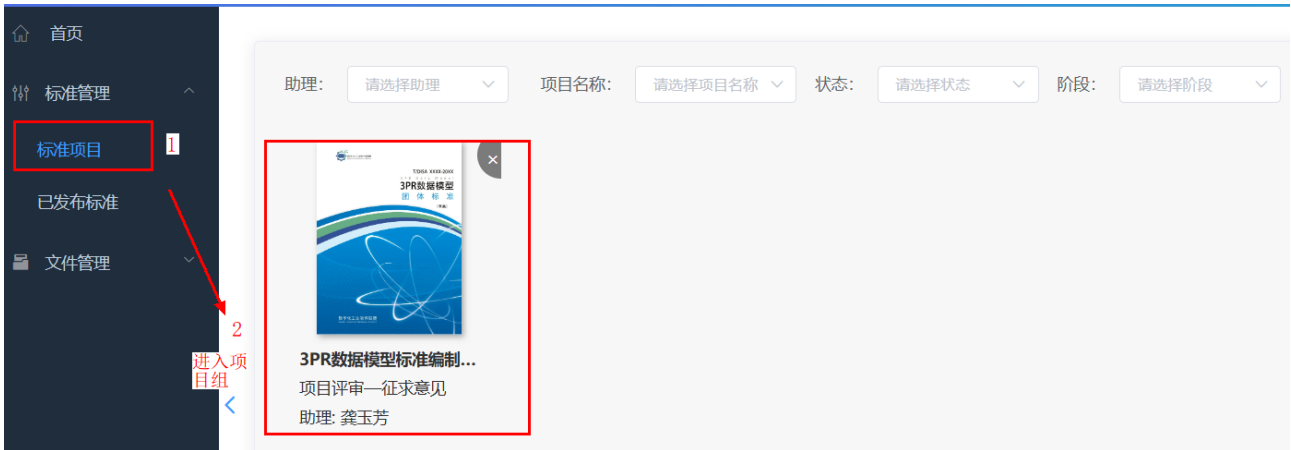 首页
标准管理
标准项目
1
已发布标准
文件管理
2
进入项
目组
助理:
请选择助理
项目名称:
请选择项目名称
状态:
请选择状态
阶段:
请选择阶段
T/DISA XXXX-20XX
3PR数据模型
团体标准
3PR数据模型标准编制...
项目评审—征求意见
助理: 龚玉芳